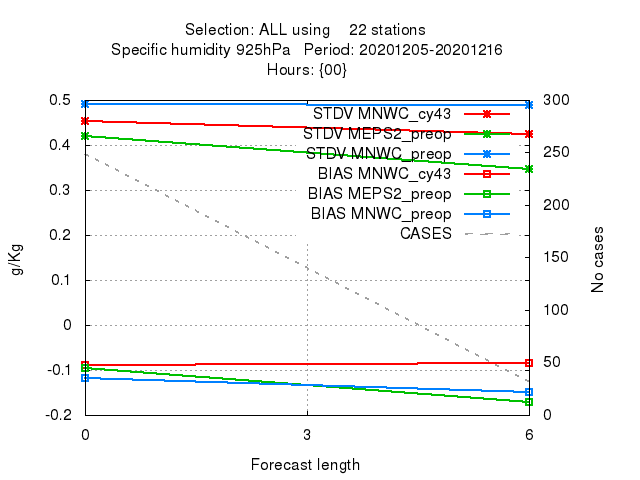 Selection: ALL using 22 stations
Specific humidity 925hPa Period: 20201205-20201216
Hours: {00}
0.5
0.4
0.3
0.2
0.1
0
-0.1
-0.2
g/Kg
300
250
200
150
100
50
0
No cases
STDV MNWC_cy43
STDV MEPS2_preop
STDV MNWC_preop
BIAS MNWC_cy43
BIAS MEPS2_preop
BIAS MNWC_preop
CASES
0 3 6
Forecast length